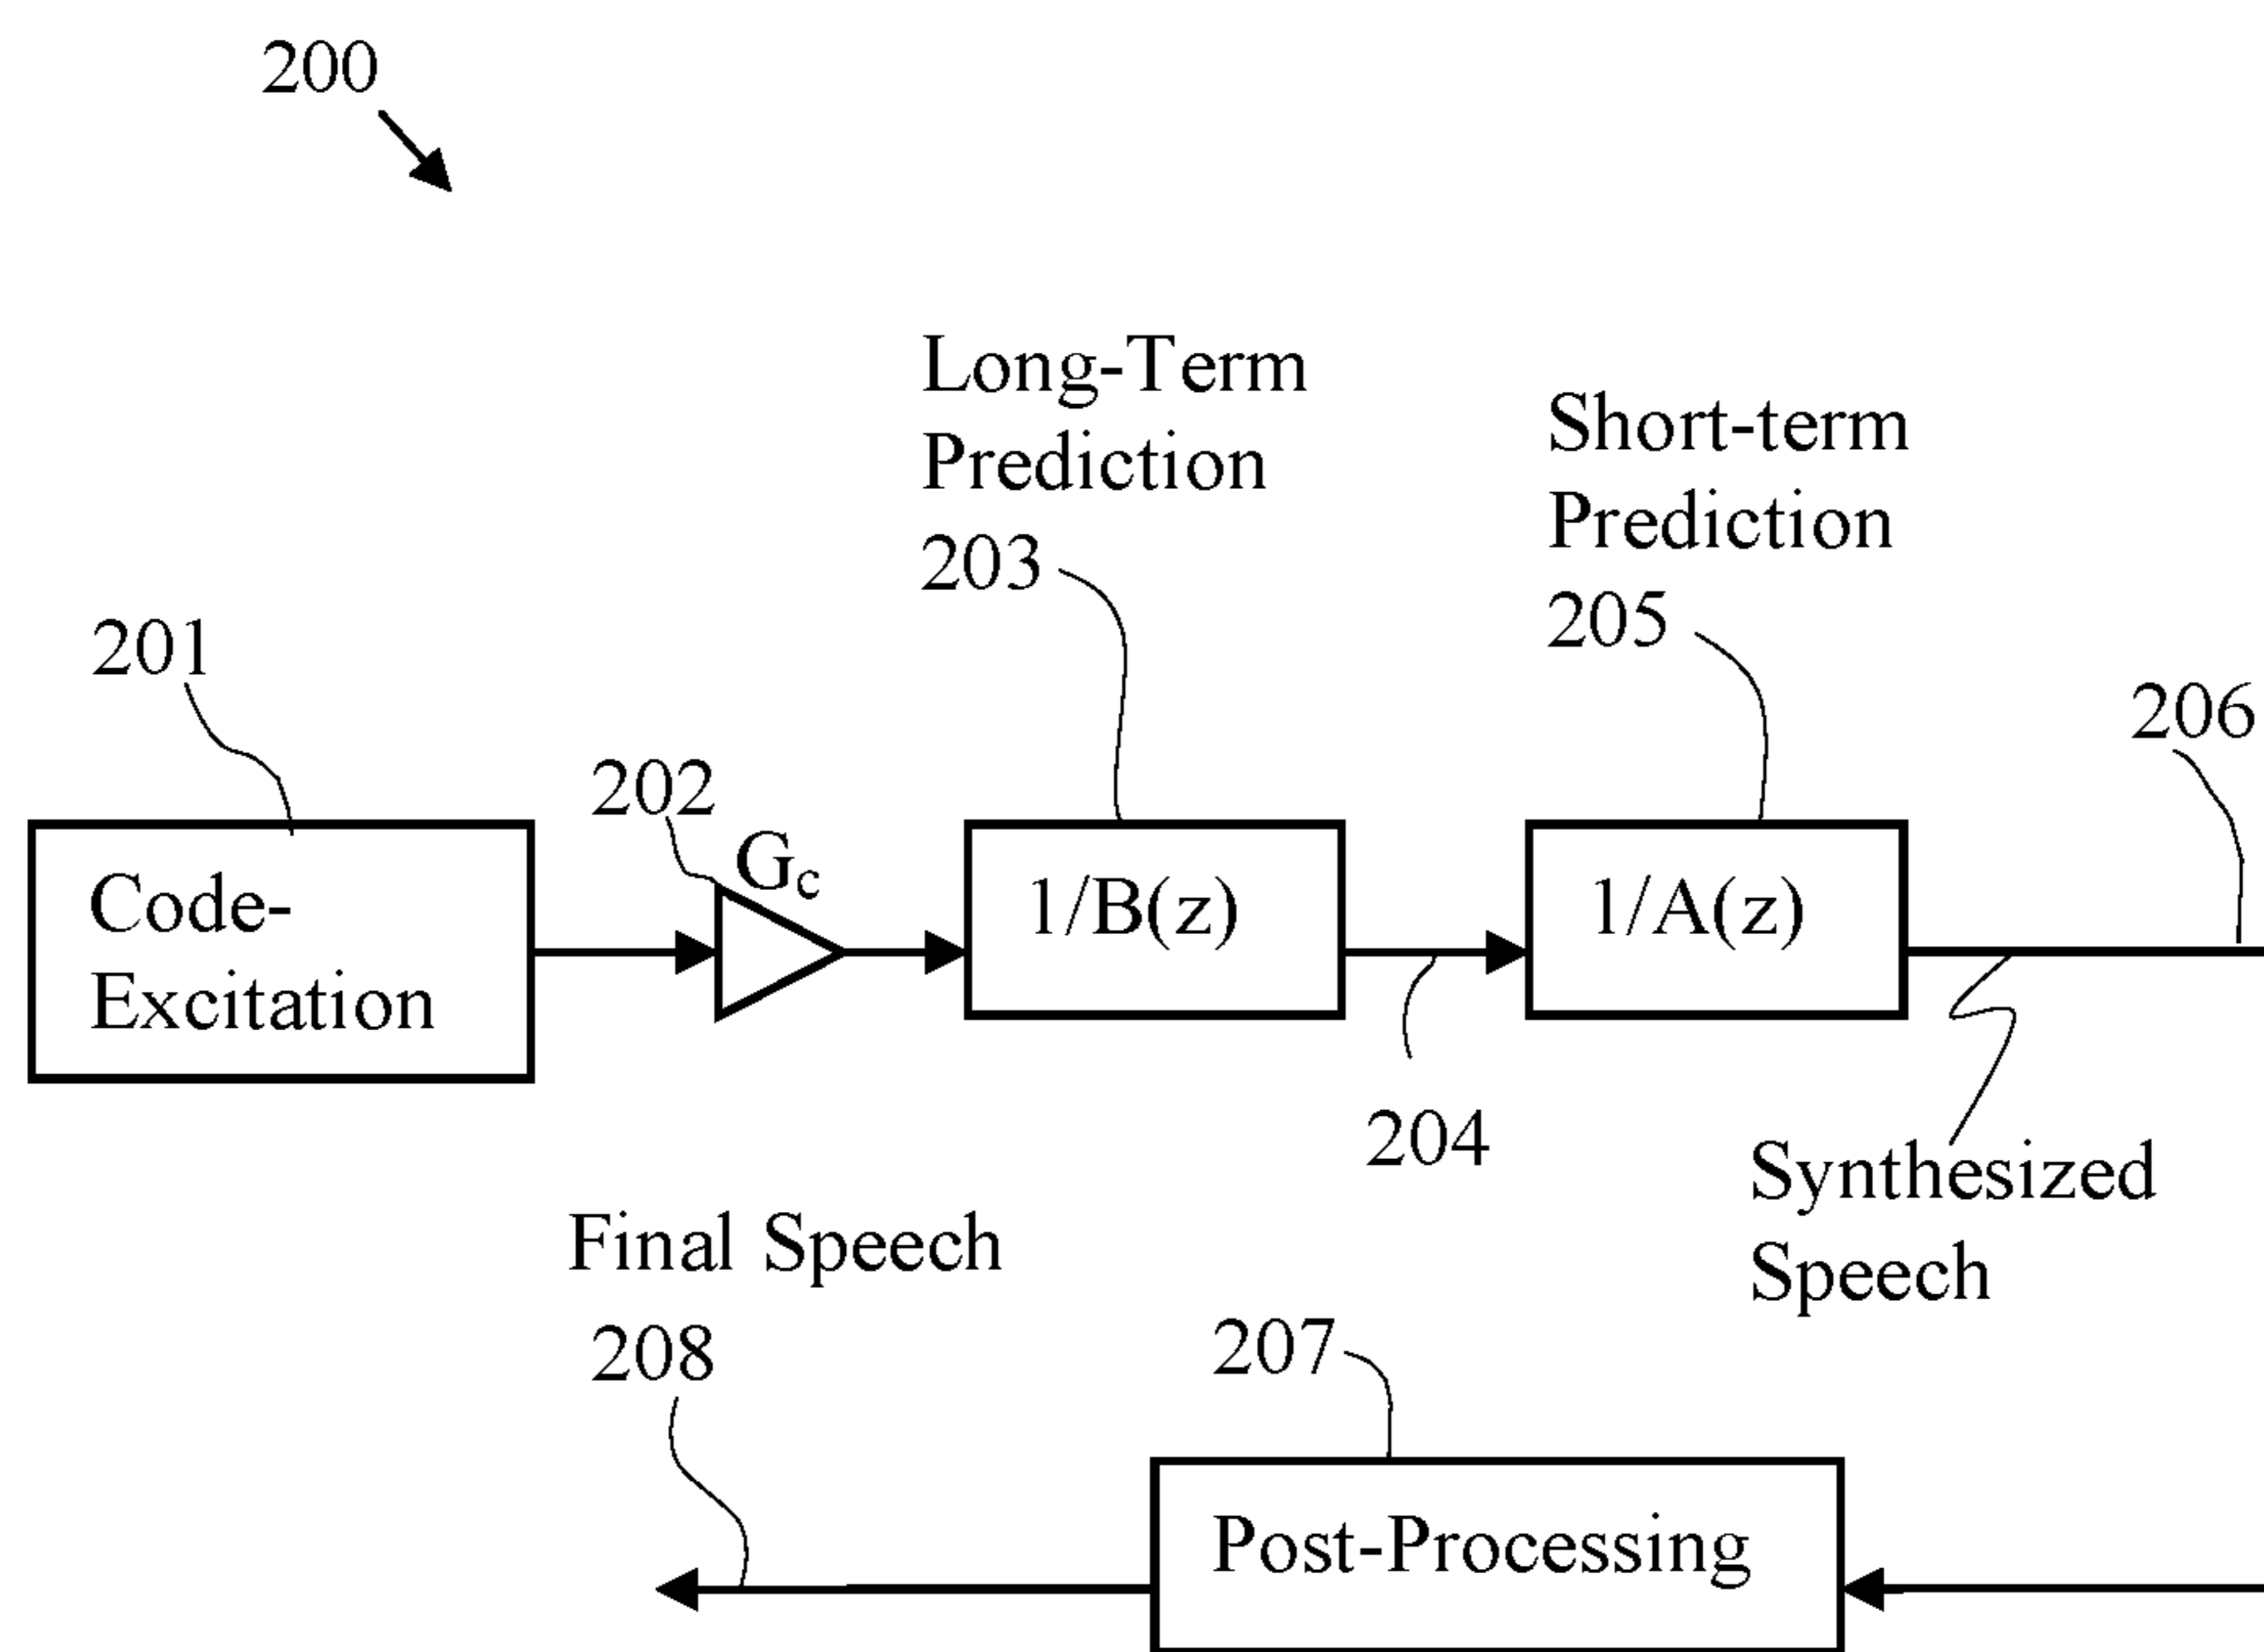 200
Long-Term
Prediction
203
Short-term
Prediction
205
201
206
202
Gc
Code-
Excitation
1/B(z)
1/A(z)
204
Synthesized
Speech
Final Speech
208
207
Post-Processing